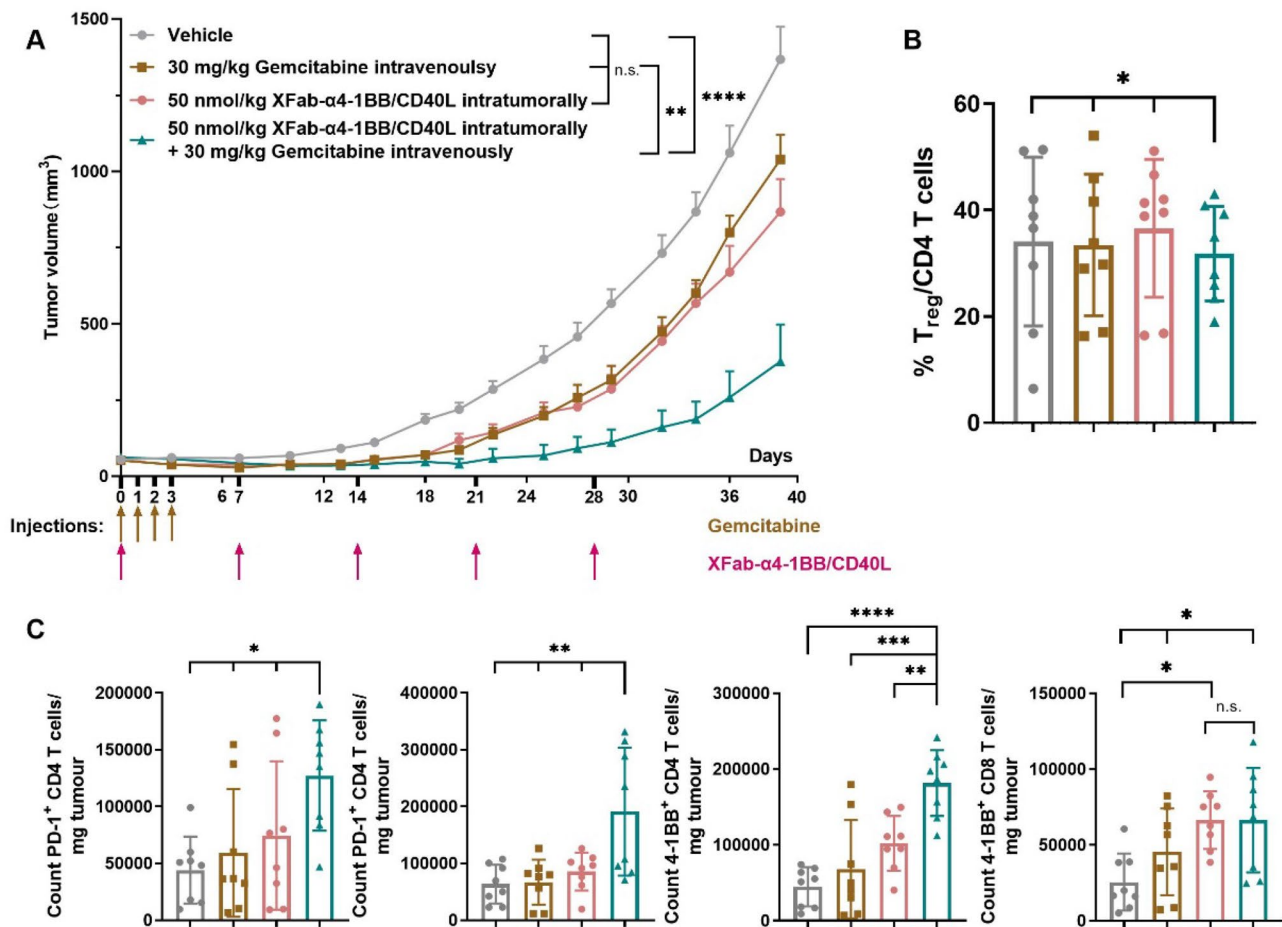 A
Vehicle
30 mg/kg Gemcitabine intravenoulsy
50 nmol/kg XFab-α4-1BB/CD40L intratumorally
50 nmol/kg XFab-α4-1BB/CD40L intratumorally
+ 30 mg/kg Gemcitabine intravenously
n.s.
**
****
Tumor volume(mm³)
1500
1000
500
0
Days
0 1 2 3 6 7 12 14 18 21 24 28 30 36 40
Injections:
Gemcitabine
XFab-α4-1BB/CD40L
B
*
% Treg/CD4 T cells
60
40
20
0
C
*
Count PD-1⁺ CD4 T cells/
mg tumour
200000
150000
100000
50000
0
**
Count PD-1⁺ CD4 T cells/
mg tumour
400000
300000
200000
100000
0
****
***
**
Count 4-1BB⁺ CD4 T cells/
mg tumour
300000
200000
100000
0
*
*
n.s.
Count 4-1BB⁺ CD8 T cells/
mg tumour
150000
100000
50000
0